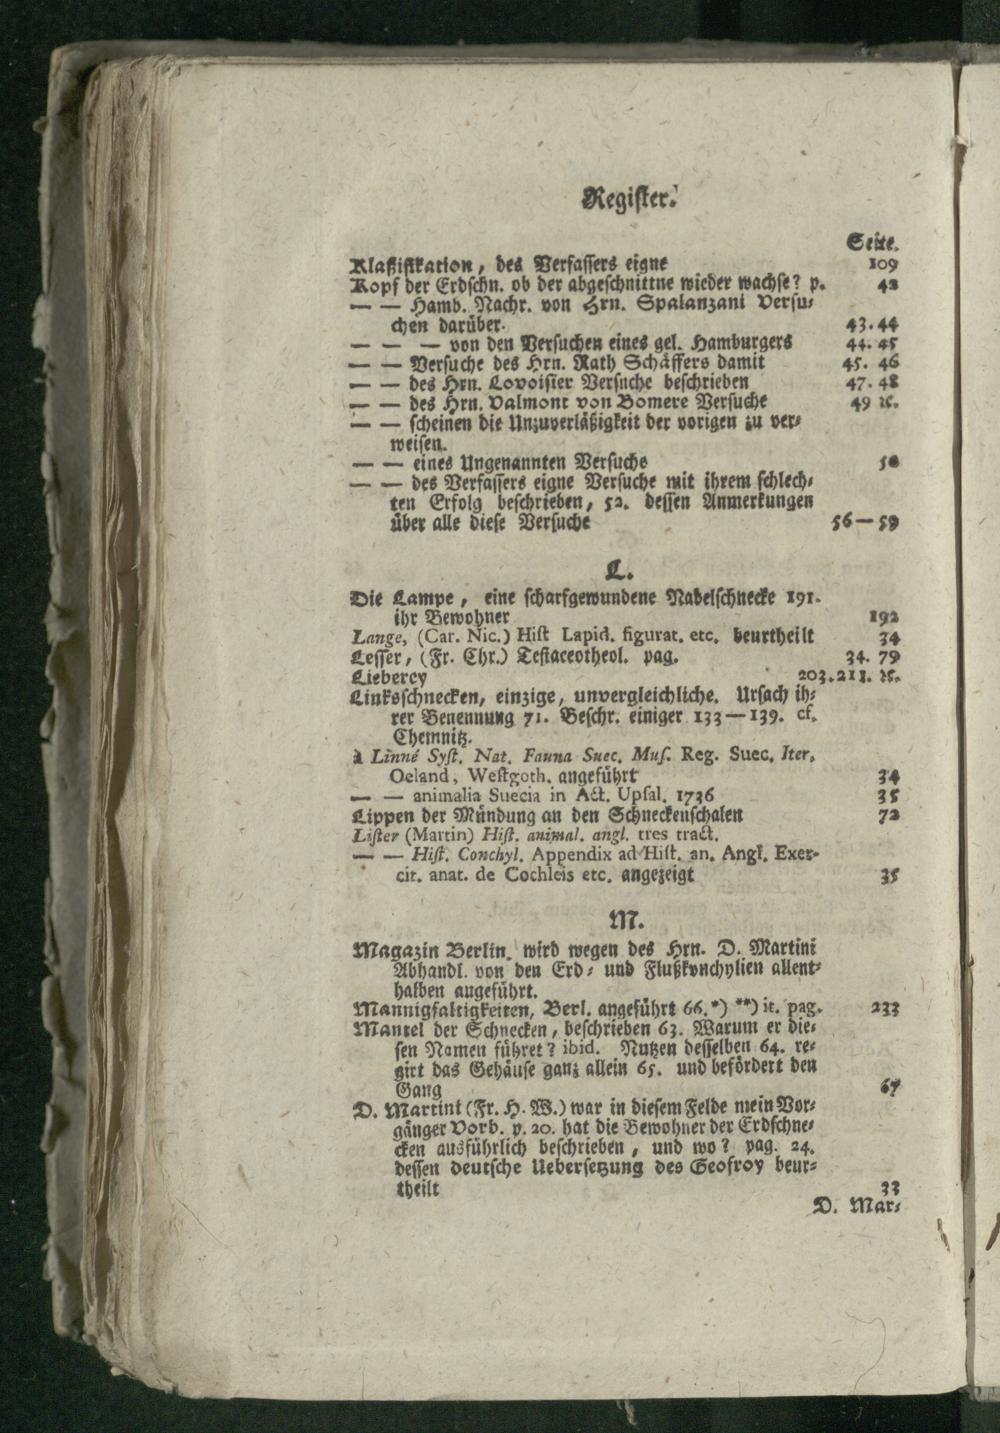 Register.
Seite.
Klaßifikation, des Verfassers eigne 109
Kopf der Erdschn. ob der abgeschnittne wieder wachse? p. 42
— — Hamb. Nachr. von Hrn. Spalanzani Versu-
chen darüber. 43. 44
— — — von den Versuchen eines gel. Hamburgers 44. 45
— — Versuche des Hrn. Rath Schäffers damit 45. 46
— — des Hrn. Lovoisier Versuche beschrieben 47. 48
— — des Hrn. Valmont von Bomere Versuche 49 ꝛc.
— — scheinen die Unzuverläßigkeit der vorigen zu ver-
weisen.
— — eines Ungenannten Versuche 50
— — des Verfassers eigne Versuche mit ihrem schlech-
ten Erfolg beschrieben, 52. dessen Anmerkungen
über alle diese Versuche 56—59
L.
Die Lampe, eine scharfgewundene Nabelschnecke 191.
ihr Bewohner 192
Lange, (Car. Nic.) Hist Lapid. figurat. etc. beurtheilt 34
Lesser, (Fr. Chr.) Testaceotheol. pag. 34. 79
Liebercy 203. 211. ꝛc.
Linksschnecken, einzige, unvergleichliche. Ursach ih-
rer Benennung 71. Beschr. einiger 133—139. cf.
Chemnitz.
à Linné Syst. Nat. Fauna Suec. Mus. Reg. Suec. Iter.
Oeland, Westgoth. angeführt 34
— — animalia Suecia in Act. Upsal. 1736 35
Lippen der Mündung an den Schneckenschalen 72
Lister (Martin) Hist. animal. angl. tres tract.
— — Hist. Conchyl. Appendix ad Hist. an. Angl. Exer-
cit. anat. de Cochleis etc. angezeigt 35
M.
Magazin Berlin. wird wegen des Hrn. D. Martini
Abhandl. von den Erd- und Flußkonchylien allent-
halben angeführt.
Mannigfaltigkeiten, Berl. angeführt 66. *) **) it. pag. 233
Mantel der Schnecken, beschrieben 63. Warum er die-
sen Namen führet? ibid. Nutzen desselben 64. re-
girt das Gehäuse ganz allein 65. und befördert den
Gang 67
D. Martini (Fr. H. W.) war in diesem Felde mein Vor-
gänger Vorb. p. 20. hat die Bewohner der Erdschne-
cken ausführlich beschrieben, und wo? pag. 24.
dessen deutsche Uebersetzung des Geofroy beur-
theilt 33
D. Mar-